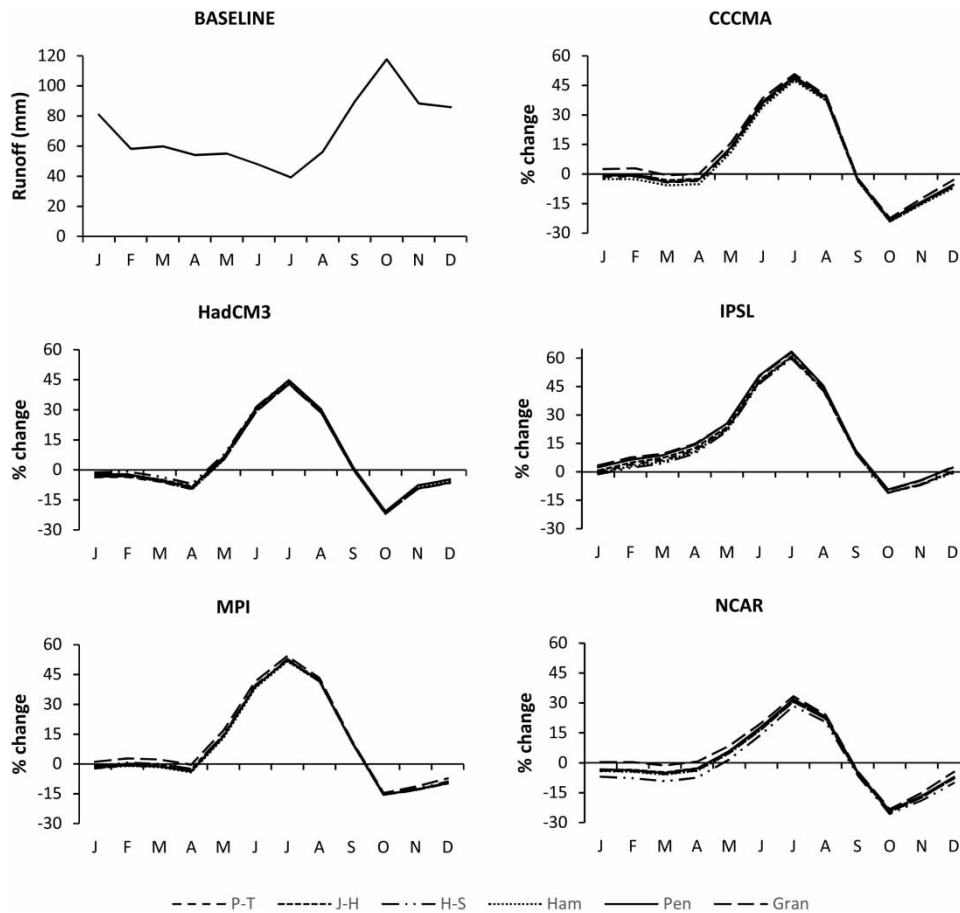 BASELINE
Runoff (mm)
120
100
80
60
40
20
0
J F M A M J J A S O N D
CCCMA
% change
60
45
30
15
0
-15
-30
J F M A M J J A S O N D
HadCM3
% change
60
45
30
15
0
-15
-30
J F M A M J J A S O N D
IPSL
% change
60
45
30
15
0
-15
-30
J F M A M J J A S O N D
MPI
% change
60
45
30
15
0
-15
-30
J F M A M J J A S O N D
NCAR
% change
60
45
30
15
0
-15
-30
J F M A M J J A S O N D
P-T J-H H-S Ham Pen Gran